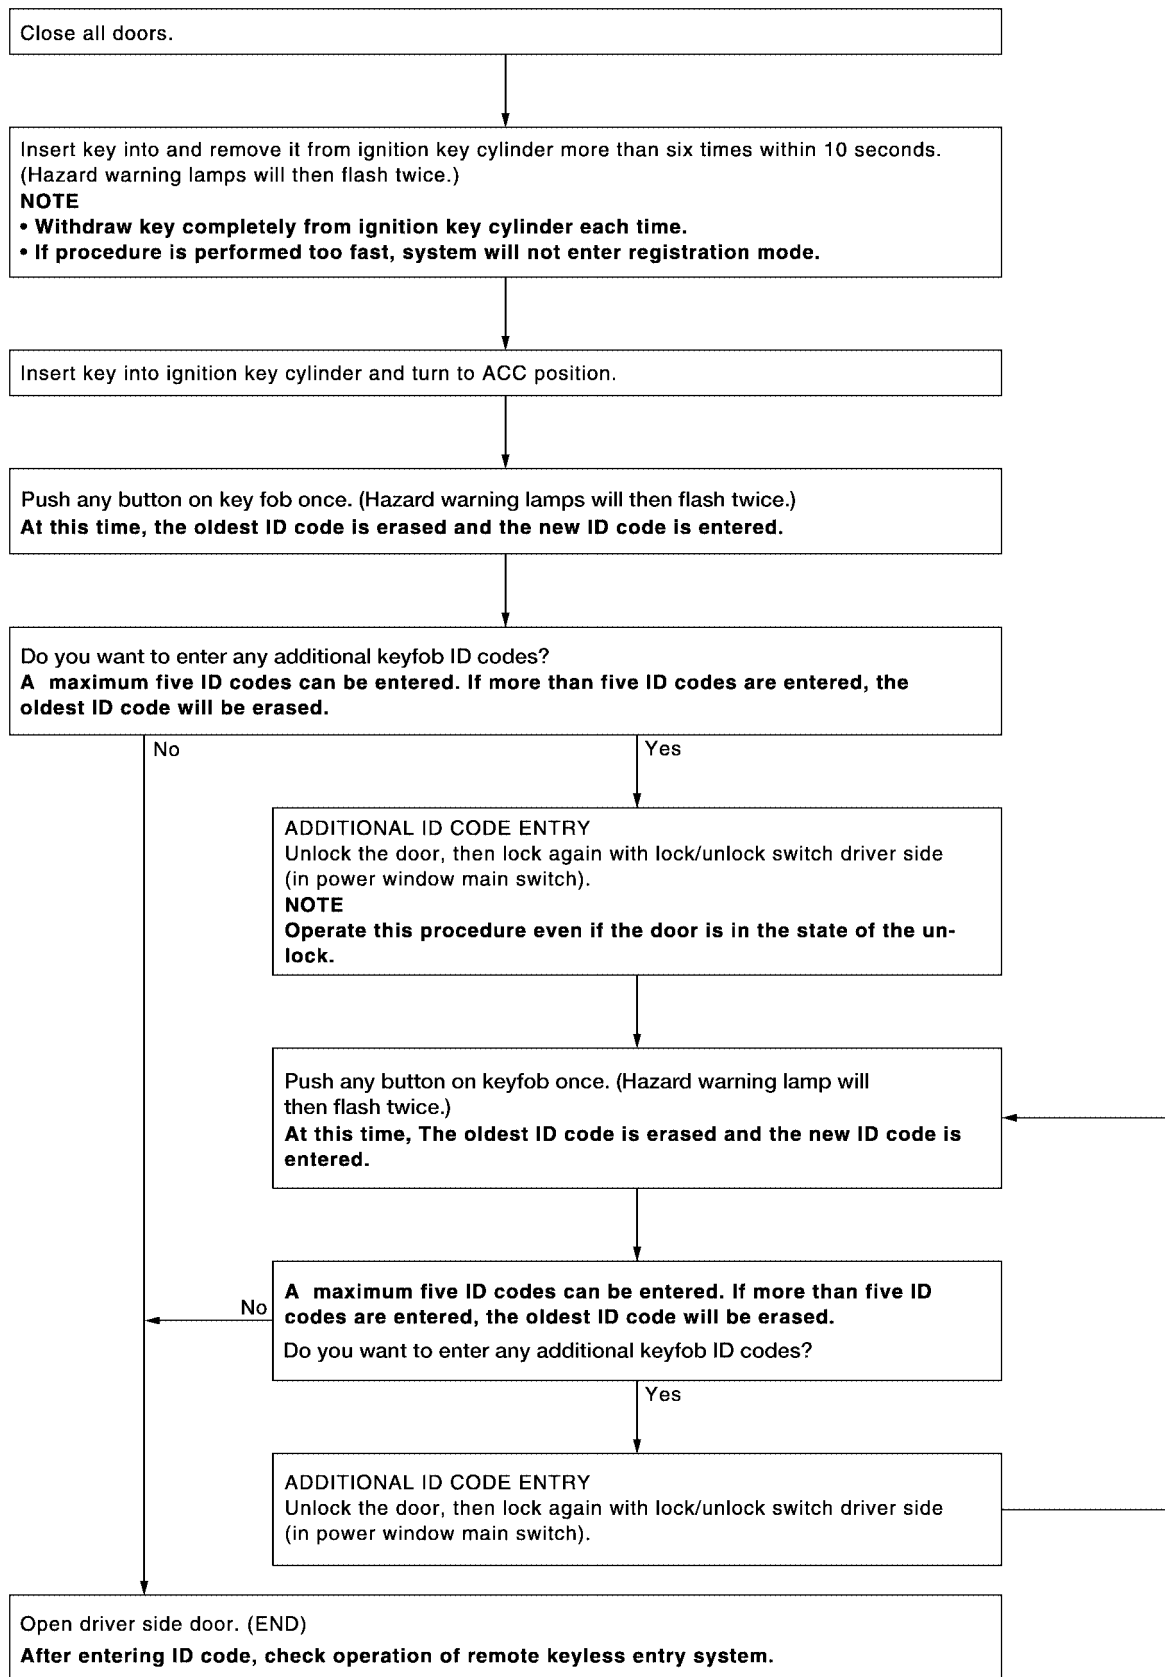 Close all doors.
Insert key into and remove it from ignition key cylinder more than six times within 10 seconds.
(Hazard warning lamps will then flash twice.)
NOTE
• Withdraw key completely from ignition key cylinder each time.
• If procedure is performed too fast, system will not enter registration mode.
Insert key into ignition key cylinder and turn to ACC position.
Push any button on key fob once. (Hazard warning lamps will then flash twice.)
At this time, the oldest ID code is erased and the new ID code is entered.
Do you want to enter any additional keyfob ID codes?
A maximum five ID codes can be entered. If more than five ID codes are entered, the
oldest ID code will be erased.
No
Yes
ADDITIONAL ID CODE ENTRY
Unlock the door, then lock again with lock/unlock switch driver side
(in power window main switch).
NOTE
Operate this procedure even if the door is in the state of the un-
lock.
Push any button on keyfob once. (Hazard warning lamp will
then flash twice.)
At this time, The oldest ID code is erased and the new ID code is
entered.
A maximum five ID codes can be entered. If more than five ID
codes are entered, the oldest ID code will be erased.
Do you want to enter any additional keyfob ID codes?
No
Yes
ADDITIONAL ID CODE ENTRY
Unlock the door, then lock again with lock/unlock switch driver side
(in power window main switch).
Open driver side door. (END)
After entering ID code, check operation of remote keyless entry system.